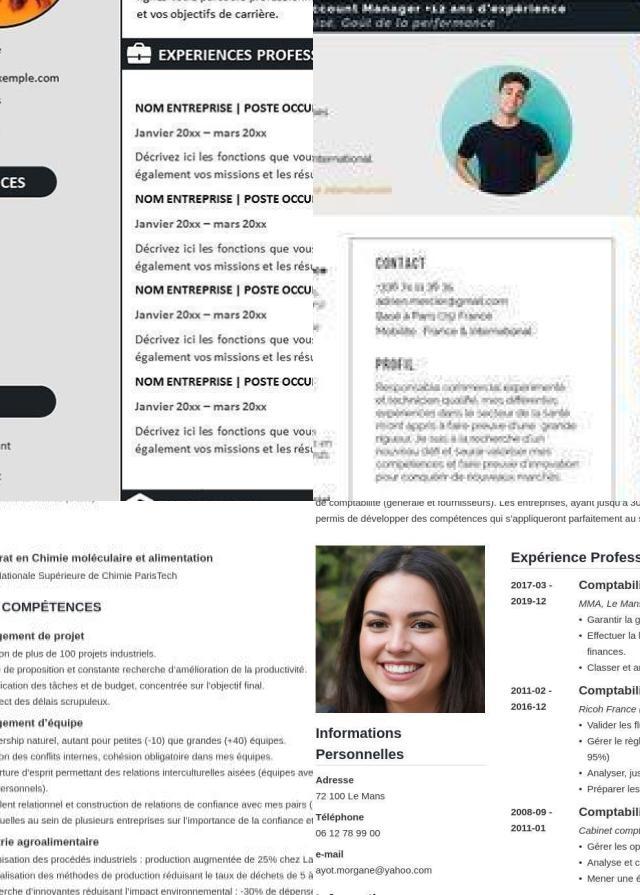 et vos objectifs de carrière.
exemple.com
EXPERIENCES PROFESS
NOM ENTREPRISE | POSTE OCCU
Janvier 20xx – mars 20xx
Décrivez ici les fonctions que vous
également vos missions et les résu
CES
NOM ENTREPRISE | POSTE OCCU
Janvier 20xx – mars 20xx
Décrivez ici les fonctions que vous
également vos missions et les résu
NOM ENTREPRISE | POSTE OCCU
Janvier 20xx – mars 20xx
Décrivez ici les fonctions que vous
également vos missions et les résu
NOM ENTREPRISE | POSTE OCCU
Janvier 20xx – mars 20xx
Décrivez ici les fonctions que vous
également vos missions et les résu
nt
ccount Manager •12 ans d'expérience
Goût de la performance
international
CONTACT
adrien.mercier@gmail.com
Basé à Paris (75) France
Mobilité : France & International
PROFIL
Responsable commercial expérimenté
et technicien qualifié, mes différentes
expériences dans le secteur de la santé
m'ont appris à faire preuve d'une grande
rigueur. Je suis à la recherche d'un
nouveau défi et saurai valoriser mes
compétences et faire preuve d'innovation
pour conquérir de nouveaux marchés.
rat en Chimie moléculaire et alimentation
Nationale Supérieure de Chimie ParisTech
COMPÉTENCES
gement de projet
on de plus de 100 projets industriels.
de proposition et constante recherche d'amélioration de la productivité.
ication des tâches et de budget, concentrée sur l'objectif final.
ect des délais scrupuleux.
gement d'équipe
ership naturel, autant pour petites (-10) que grandes (+40) équipes.
on des conflits internes, cohésion obligatoire dans mes équipes.
rture d'esprit permettant des relations interculturelles aisées (équipes ave
ersonnels).
lent relationnel et construction de relations de confiance avec mes pairs (
uelles au sein de plusieurs entreprises sur l'importance de la confiance et
rie agroalimentaire
nisation des procédés industriels : production augmentée de 25% chez La
alisation des méthodes de production réduisant le taux de déchets de 5 à
erche d'innovantes réduisant l'impact environnemental : -30% de dépens
de comptabilité (générale et fournisseurs). Les entreprises, ayant jusqu'à 30
permis de développer des compétences qui s'appliqueront parfaitement au s
Informations
Personnelles
Adresse
72 100 Le Mans
Téléphone
06 12 78 99 00
e-mail
ayot.morgane@yahoo.com
Expérience Profess
2017-03 -
2019-12
Comptabili
MMA, Le Mans
• Garantir la g
• Effectuer la l
finances.
• Classer et ar
2011-02 -
2016-12
Comptabili
Ricoh France (
• Valider les fl
• Gérer le règl
95%)
• Analyser, jus
• Préparer les
2008-09 -
2011-01
Comptabili
Cabinet compt
• Gérer les op
• Analyse et c
• Mener une é